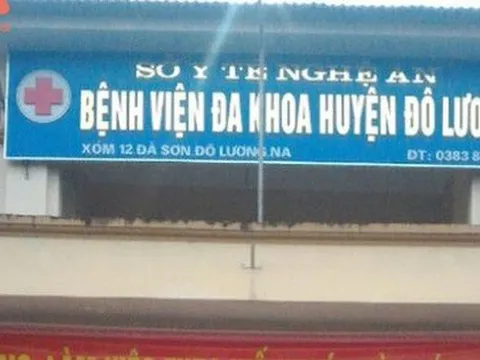 SỞ Y TẾ NGHỆ AN
BỆNH VIỆN ĐA KHOA HUYỆN ĐÔ LƯƠ
XÓM 12 ĐÀ SƠN ĐÔ LƯƠNG NA ĐT: 0383 8